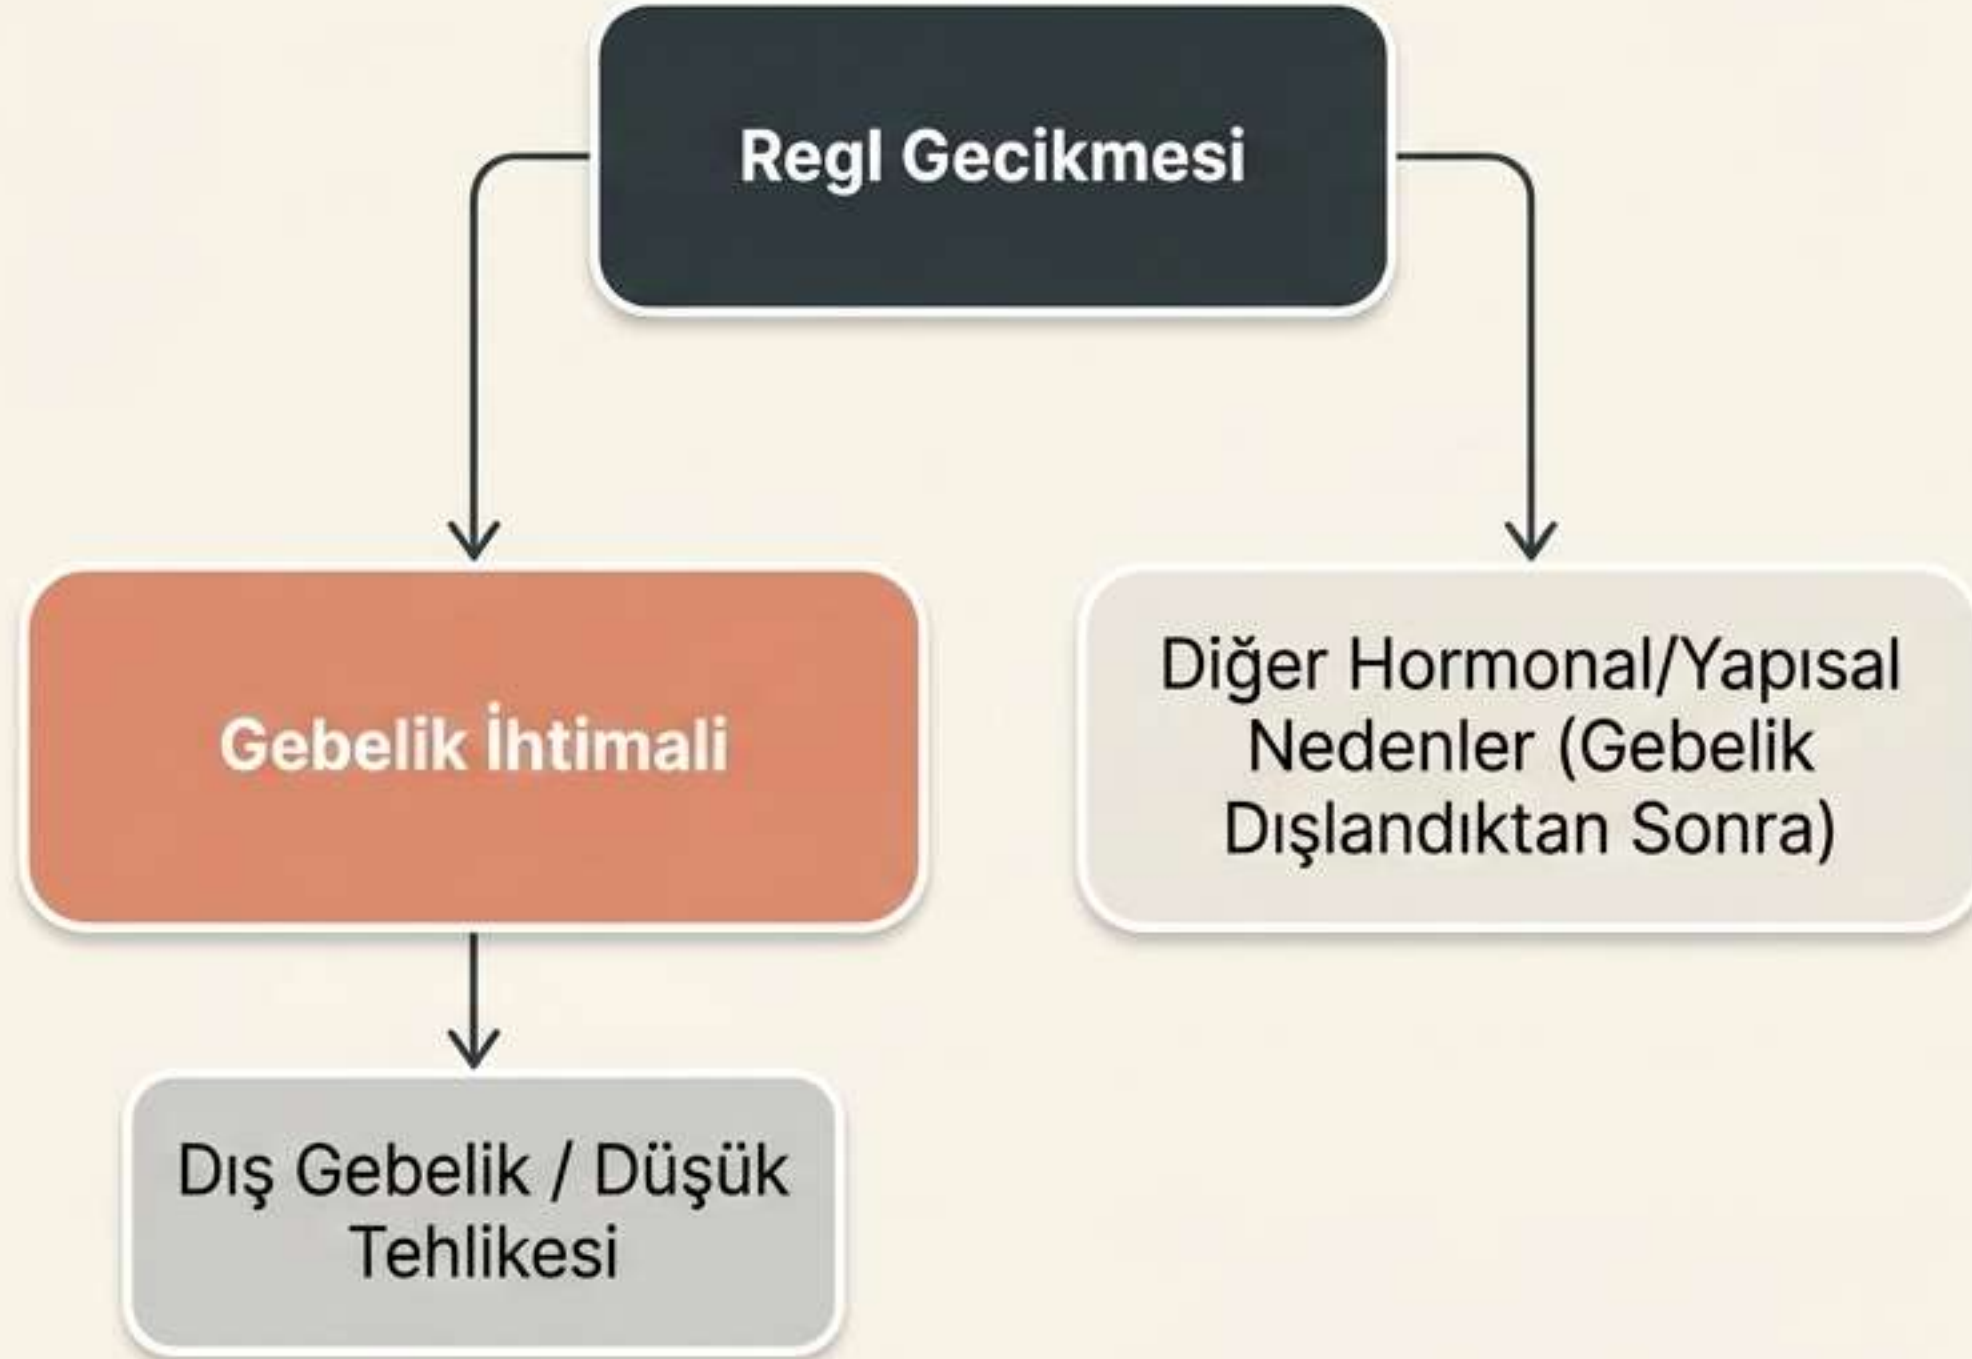 Regl Gecikmesi
Gebelik İhtimali
Diğer Hormonal/Yapısal
Nedenler (Gebelik
Dışlandıktan Sonra)
Dış Gebelik / Düşük
Tehlikesi